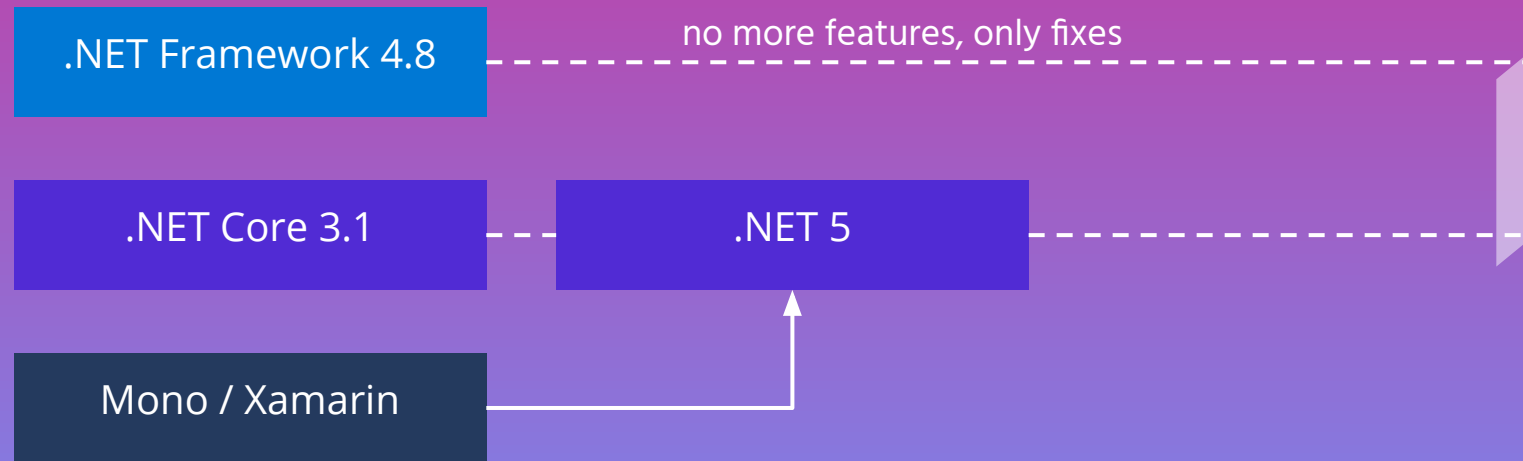 .NET Framework 4.8
no more features, only fixes
.NET Core 3.1
.NET 5
Mono / Xamarin